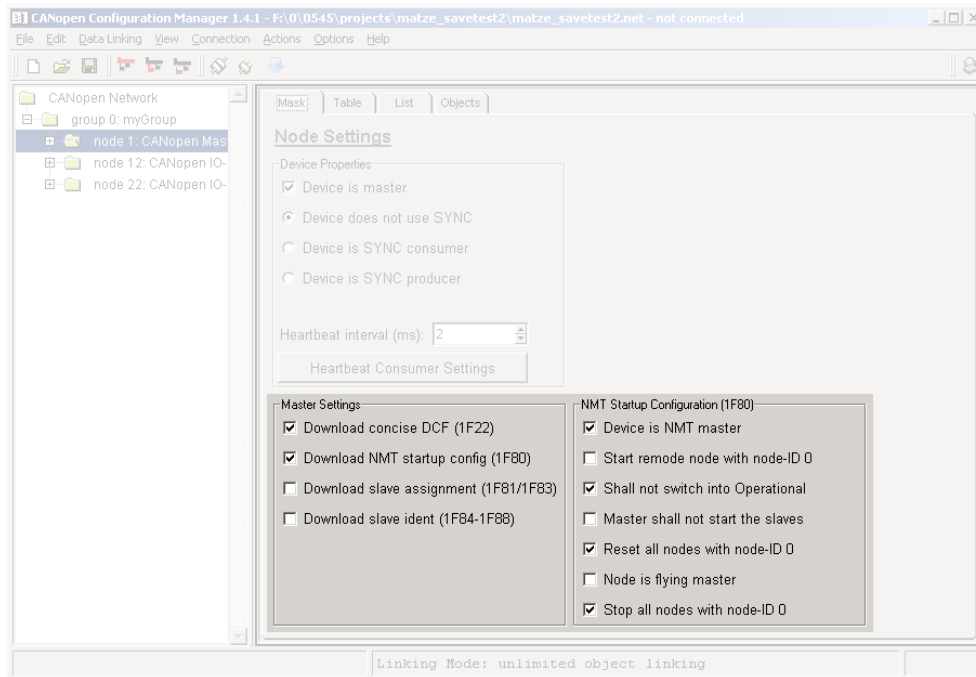 CANopen Configuration Manager 1.4.1 - F:\0\0545\projects\matze_savetest2\matze_savetest2.net - not connected
File Edit Data Linking View Connection Actions Options Help
CANopen Network
group 0: myGroup
node 1: CANopen Mas
node 12: CANopen IO-
node 22: CANopen IO-
Mask Table List Objects
Node Settings
Device Properties
Device is master
Device does not use SYNC
Device is SYNC consumer
Device is SYNC producer
Heartbeat interval (ms): 2
Heartbeat Consumer Settings
Master Settings
Download concise DCF (1F22)
Download NMT startup config (1F80)
Download slave assignment (1F81/1F83)
Download slave ident (1F84-1F88)
NMT Startup Configuration (1F80)
Device is NMT master
Start remode node with node-ID 0
Shall not switch into Operational
Master shall not start the slaves
Reset all nodes with node-ID 0
Node is flying master
Stop all nodes with node-ID 0
Linking Mode: unlimited object linking